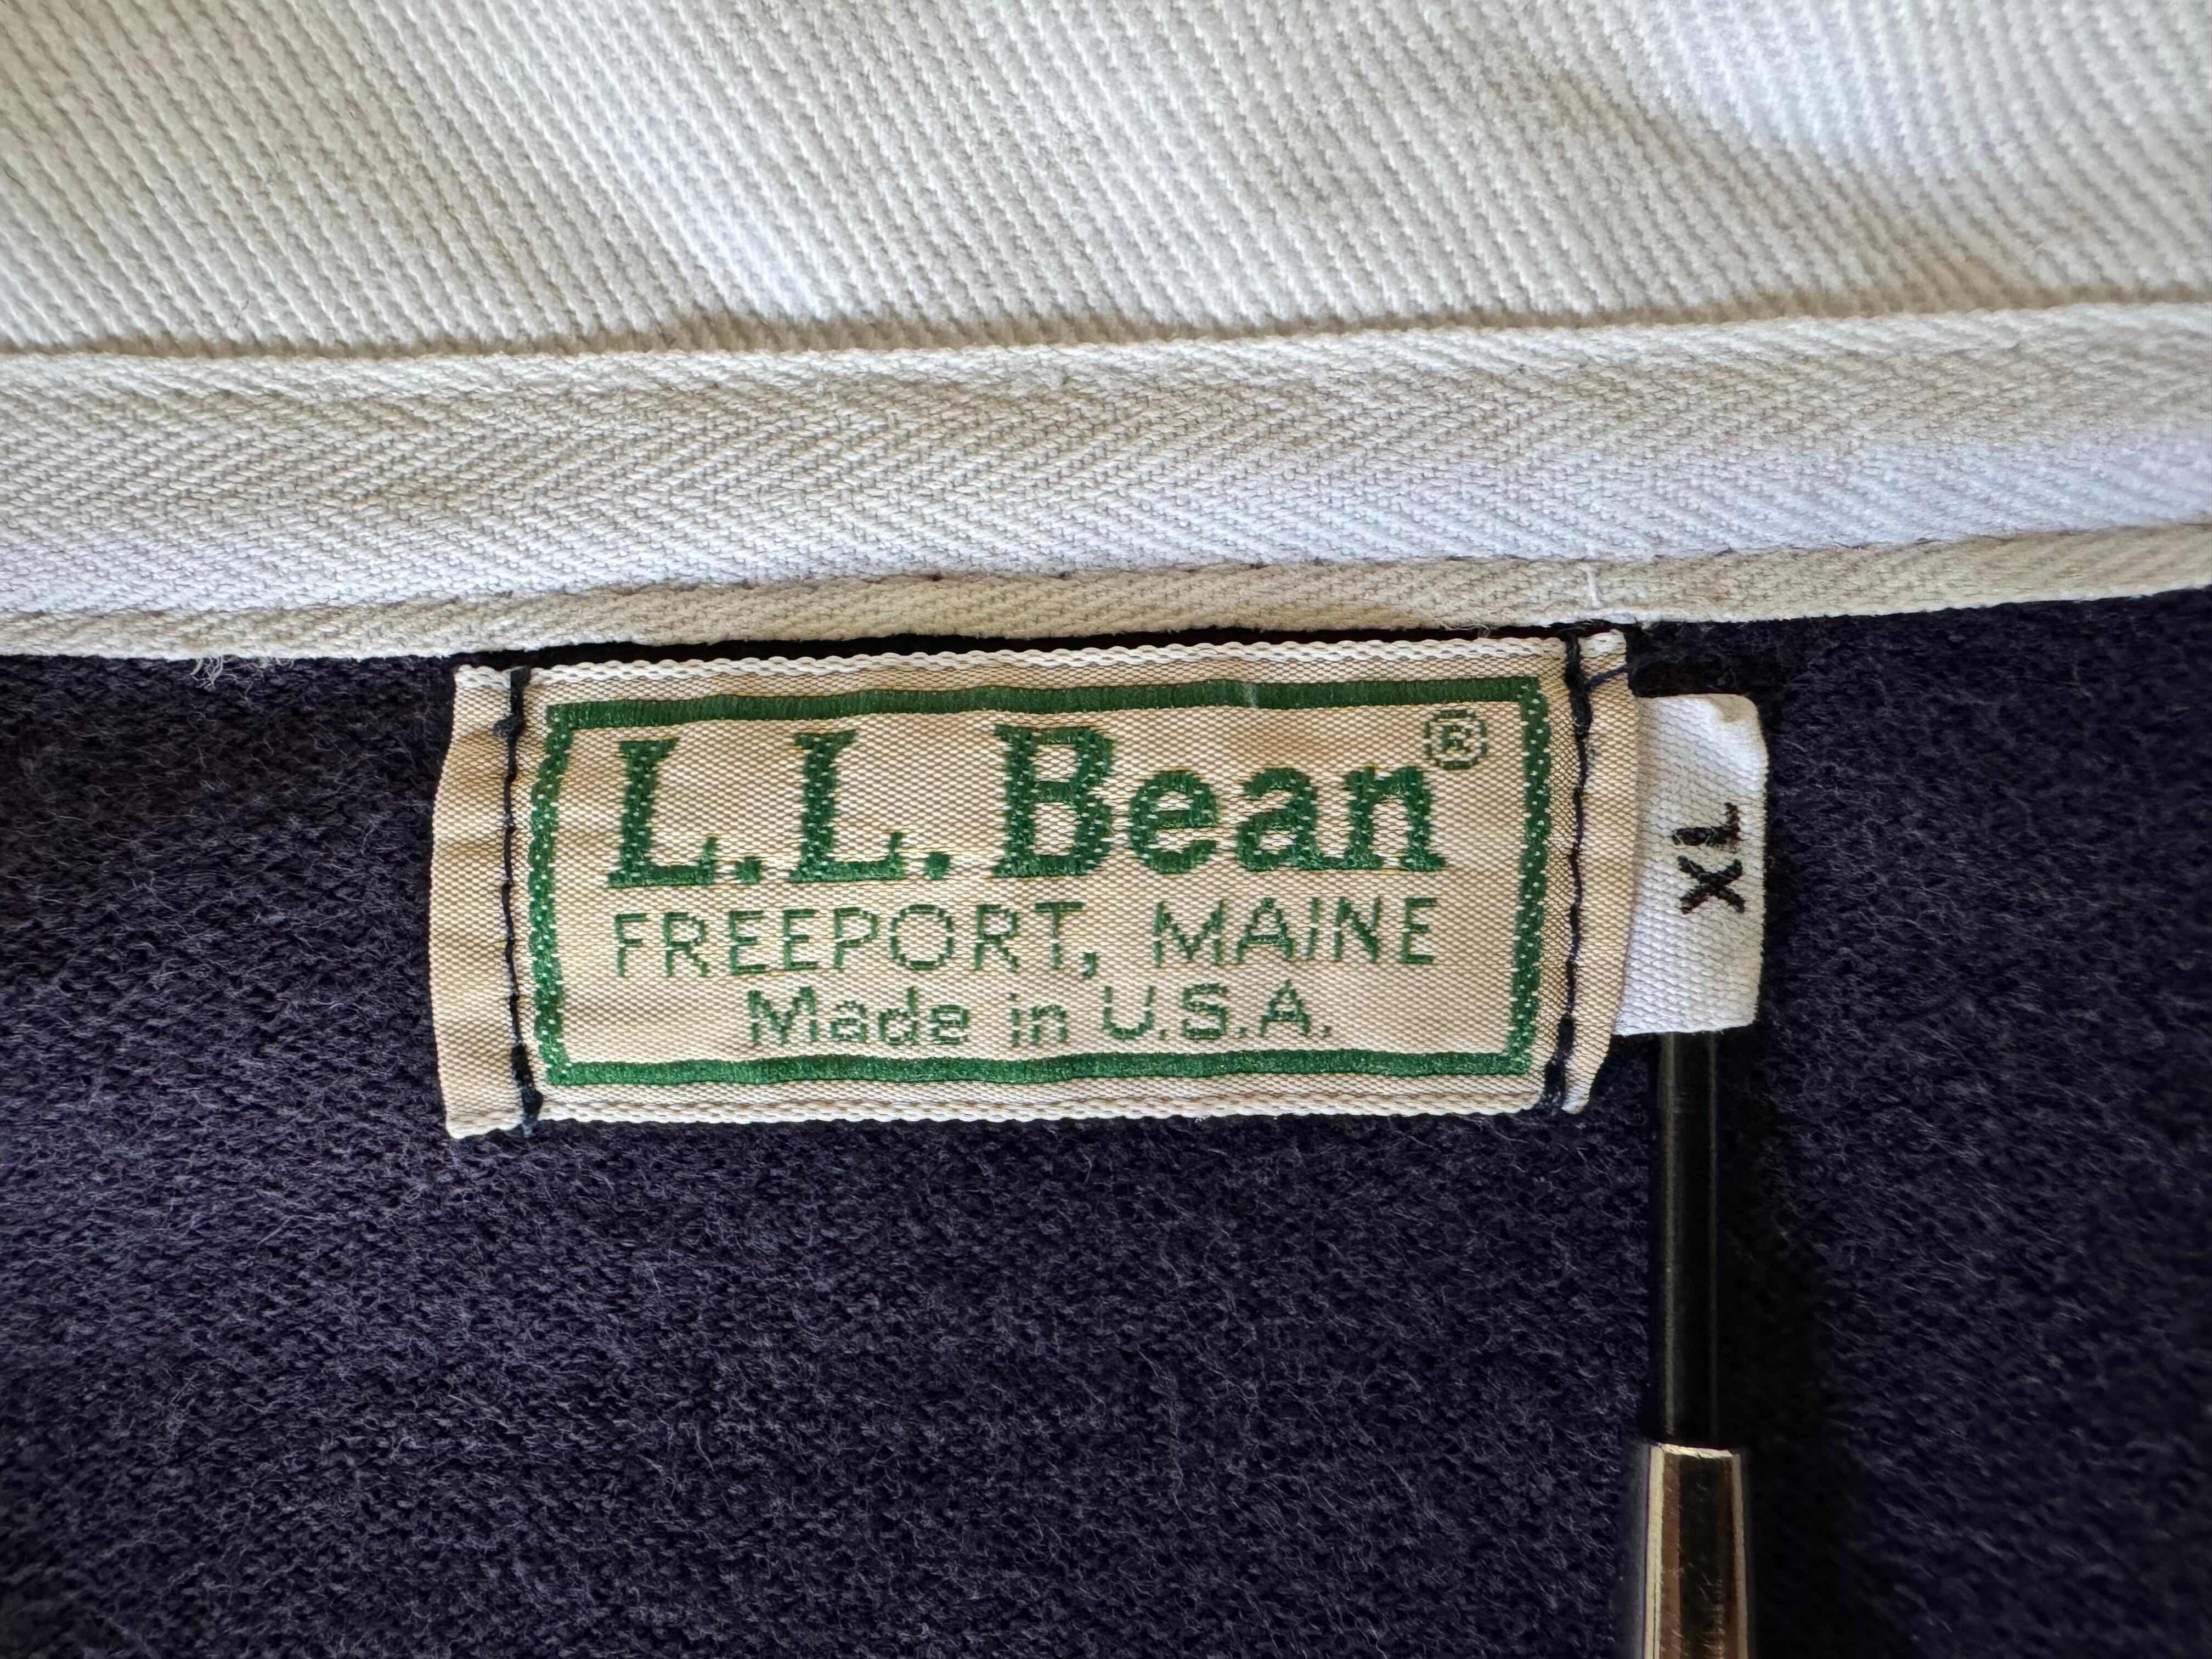 L.L.Bean®
FREEPORT, MAINE
Made in U.S.A.
XL